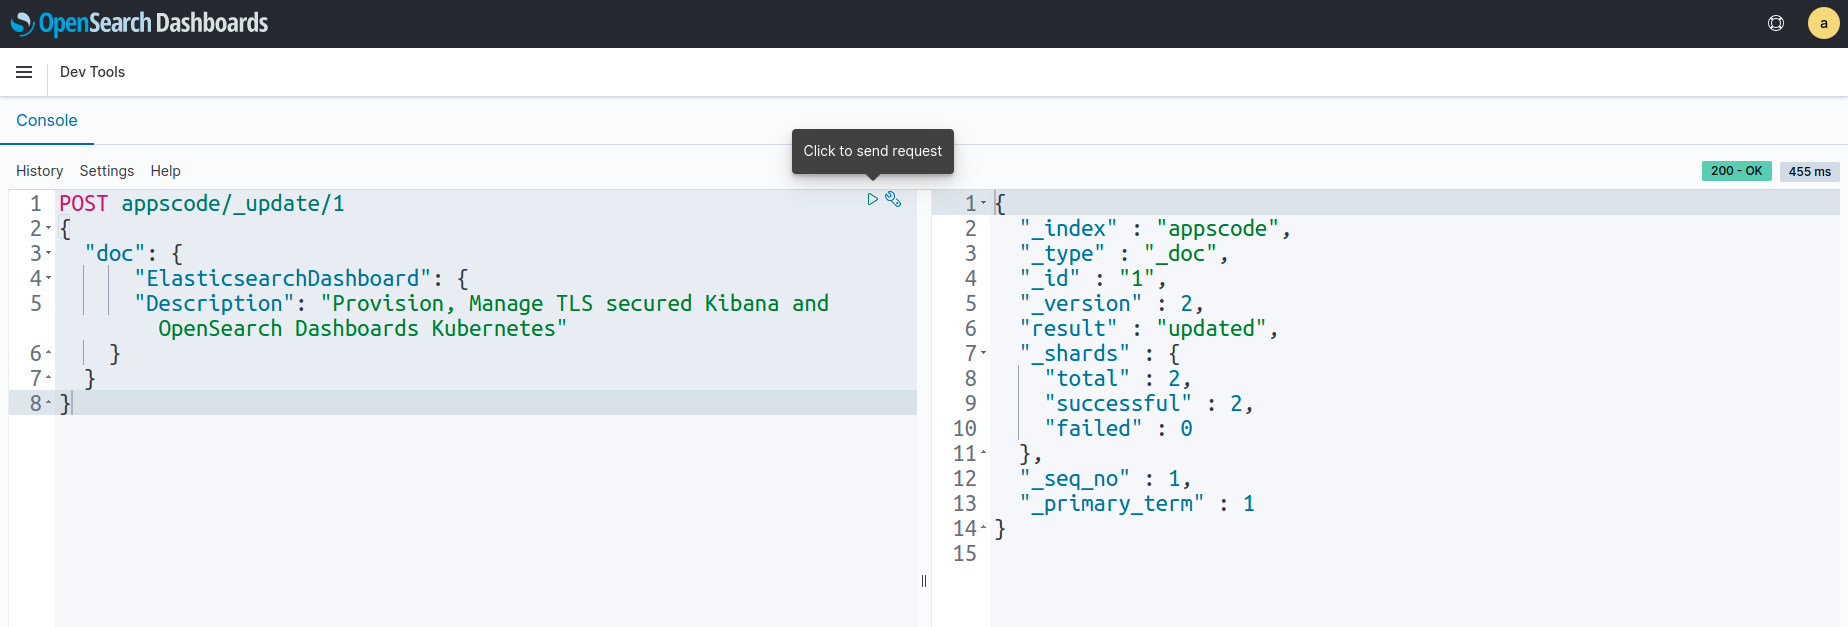 OpenSearch Dashboards
a
Dev Tools
Console
Click to send request
History Settings Help
200 - OK 455 ms
1 POST appscode/_update/1
2 {
3 "doc": {
4 "ElasticsearchDashboard": {
5 "Description": "Provision, Manage TLS secured Kibana and
OpenSearch Dashboards Kubernetes"
6 }
7 }
8 }
1 {
2 "_index" : "appscode",
3 "_type" : "_doc",
4 "_id" : "1",
5 "_version" : 2,
6 "result" : "updated",
7 "_shards" : {
8 "total" : 2,
9 "successful" : 2,
10 "failed" : 0
11 },
12 "_seq_no" : 1,
13 "_primary_term" : 1
14 }
15